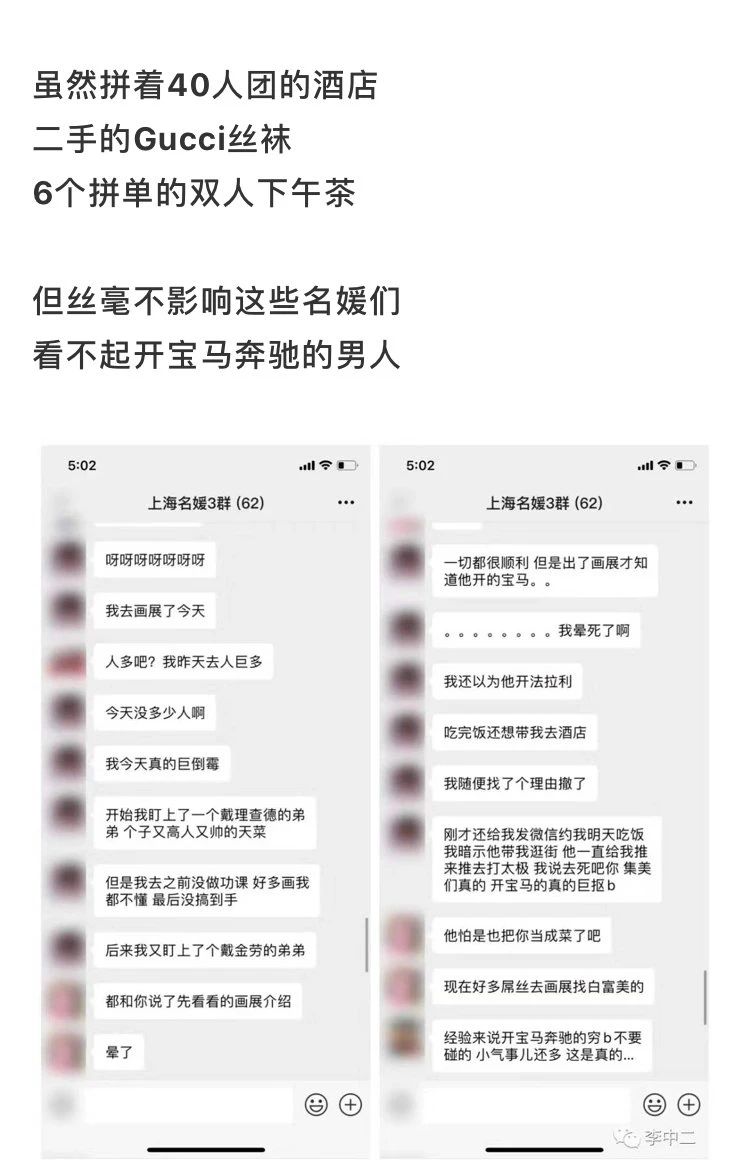 虽然拼着40人团的酒店
二手的Gucci丝袜
6个拼单的双人下午茶
但丝毫不影响这些名媛们
看不起开宝马奔驰的男人
5:02
上海名媛3群 (62)
呀呀呀呀呀呀呀
我去画展了今天
人多吧？我昨天去人巨多
今天没多少人啊
我今天真的巨倒霉
开始我盯上了一个戴理查德的弟
弟 个子又高人又帅的天菜
但是我去之前没做功课 好多画我
都不懂 最后没搞到手
后来我又盯上了个戴金劳的弟弟
都和你说了先看看的画展介绍
晕了
5:02
上海名媛3群 (62)
一切都很顺利 但是出了画展才知
道他开的宝马。。
。。。。。。。。我晕死了啊
我还以为他开法拉利
吃完饭还想带我去酒店
我随便找了个理由撤了
刚才还给我发微信约我明天吃饭
我暗示他带我逛街 他一直给我推
来推去打太极 我说去死吧你 集美
们真的 开宝马的真的巨抠b
他怕是也把你当成菜了吧
现在好多屌丝去画展找白富美的
经验来说开宝马奔驰的穷b不要
碰的 小气事儿还多 这是真的...
李中二